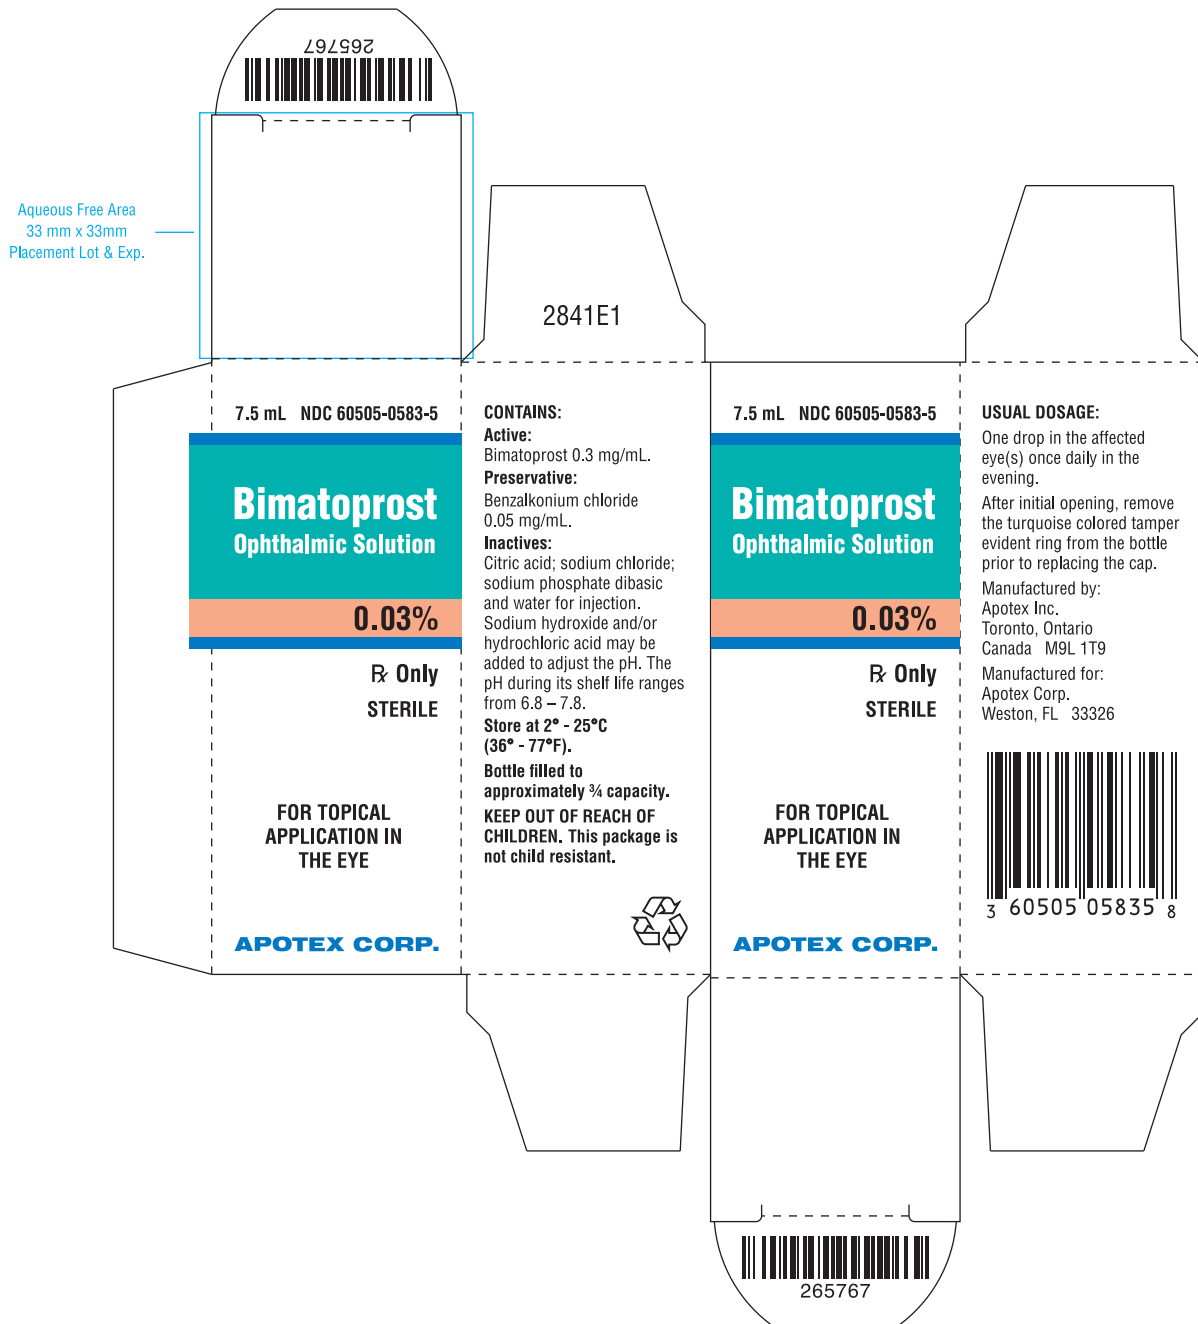 265767
Aqueous Free Area
33 mm x 33mm
Placement Lot & Exp.
2841E1
7.5 mL NDC 60505-0583-5
Bimatoprost
Ophthalmic Solution
0.03%
℞ Only
STERILE
FOR TOPICAL
APPLICATION IN
THE EYE
APOTEX CORP.
CONTAINS:
Active:
Bimatoprost 0.3 mg/mL.
Preservative:
Benzalkonium chloride
0.05 mg/mL.
Inactives:
Citric acid; sodium chloride;
sodium phosphate dibasic
and water for injection.
Sodium hydroxide and/or
hydrochloric acid may be
added to adjust the pH. The
pH during its shelf life ranges
from 6.8 – 7.8.
Store at 2° - 25°C
(36° - 77°F).
Bottle filled to
approximately ¾ capacity.
KEEP OUT OF REACH OF
CHILDREN. This package is
not child resistant.
7.5 mL NDC 60505-0583-5
Bimatoprost
Ophthalmic Solution
0.03%
℞ Only
STERILE
FOR TOPICAL
APPLICATION IN
THE EYE
APOTEX CORP.
USUAL DOSAGE:
One drop in the affected
eye(s) once daily in the
evening.
After initial opening, remove
the turquoise colored tamper
evident ring from the bottle
prior to replacing the cap.
Manufactured by:
Apotex Inc.
Toronto, Ontario
Canada M9L 1T9
Manufactured for:
Apotex Corp.
Weston, FL 33326
3 60505 05835 8
265767